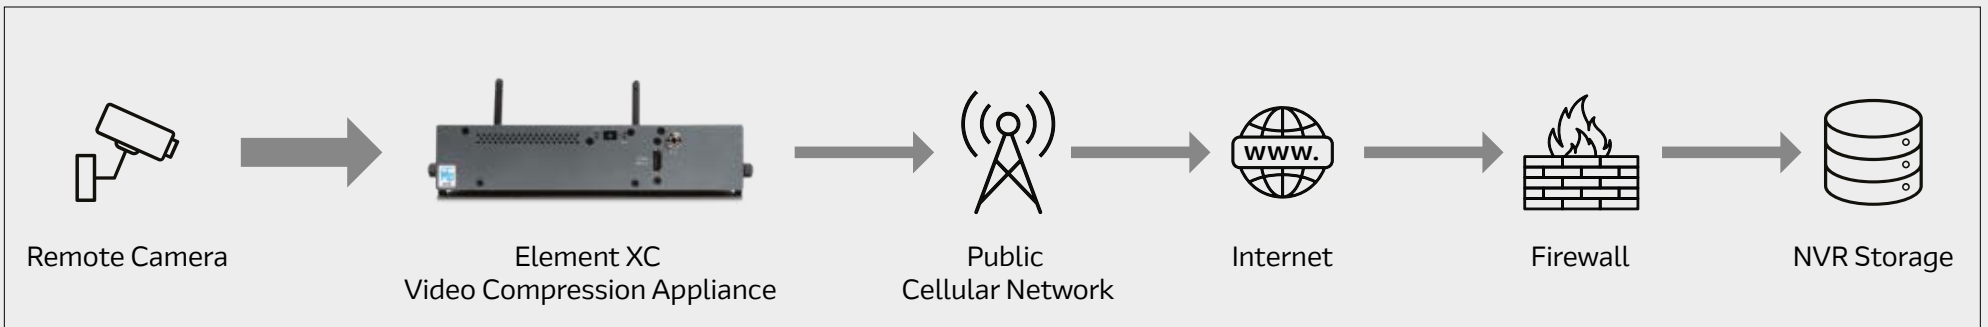 www.
Remote Camera
Element XC
Video Compression Appliance
Public
Cellular Network
Internet
Firewall
NVR Storage